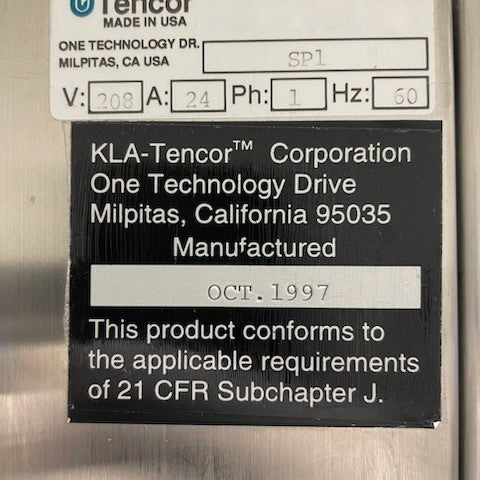 Tencor
MADE IN USA
ONE TECHNOLOGY DR.
MILPITAS, CA USA
SP1
V: 208 A: 24 Ph: 1 Hz: 60
KLA-Tencor™ Corporation
One Technology Drive
Milpitas, California 95035
Manufactured
OCT.1997
This product conforms to
the applicable requirements
of 21 CFR Subchapter J.